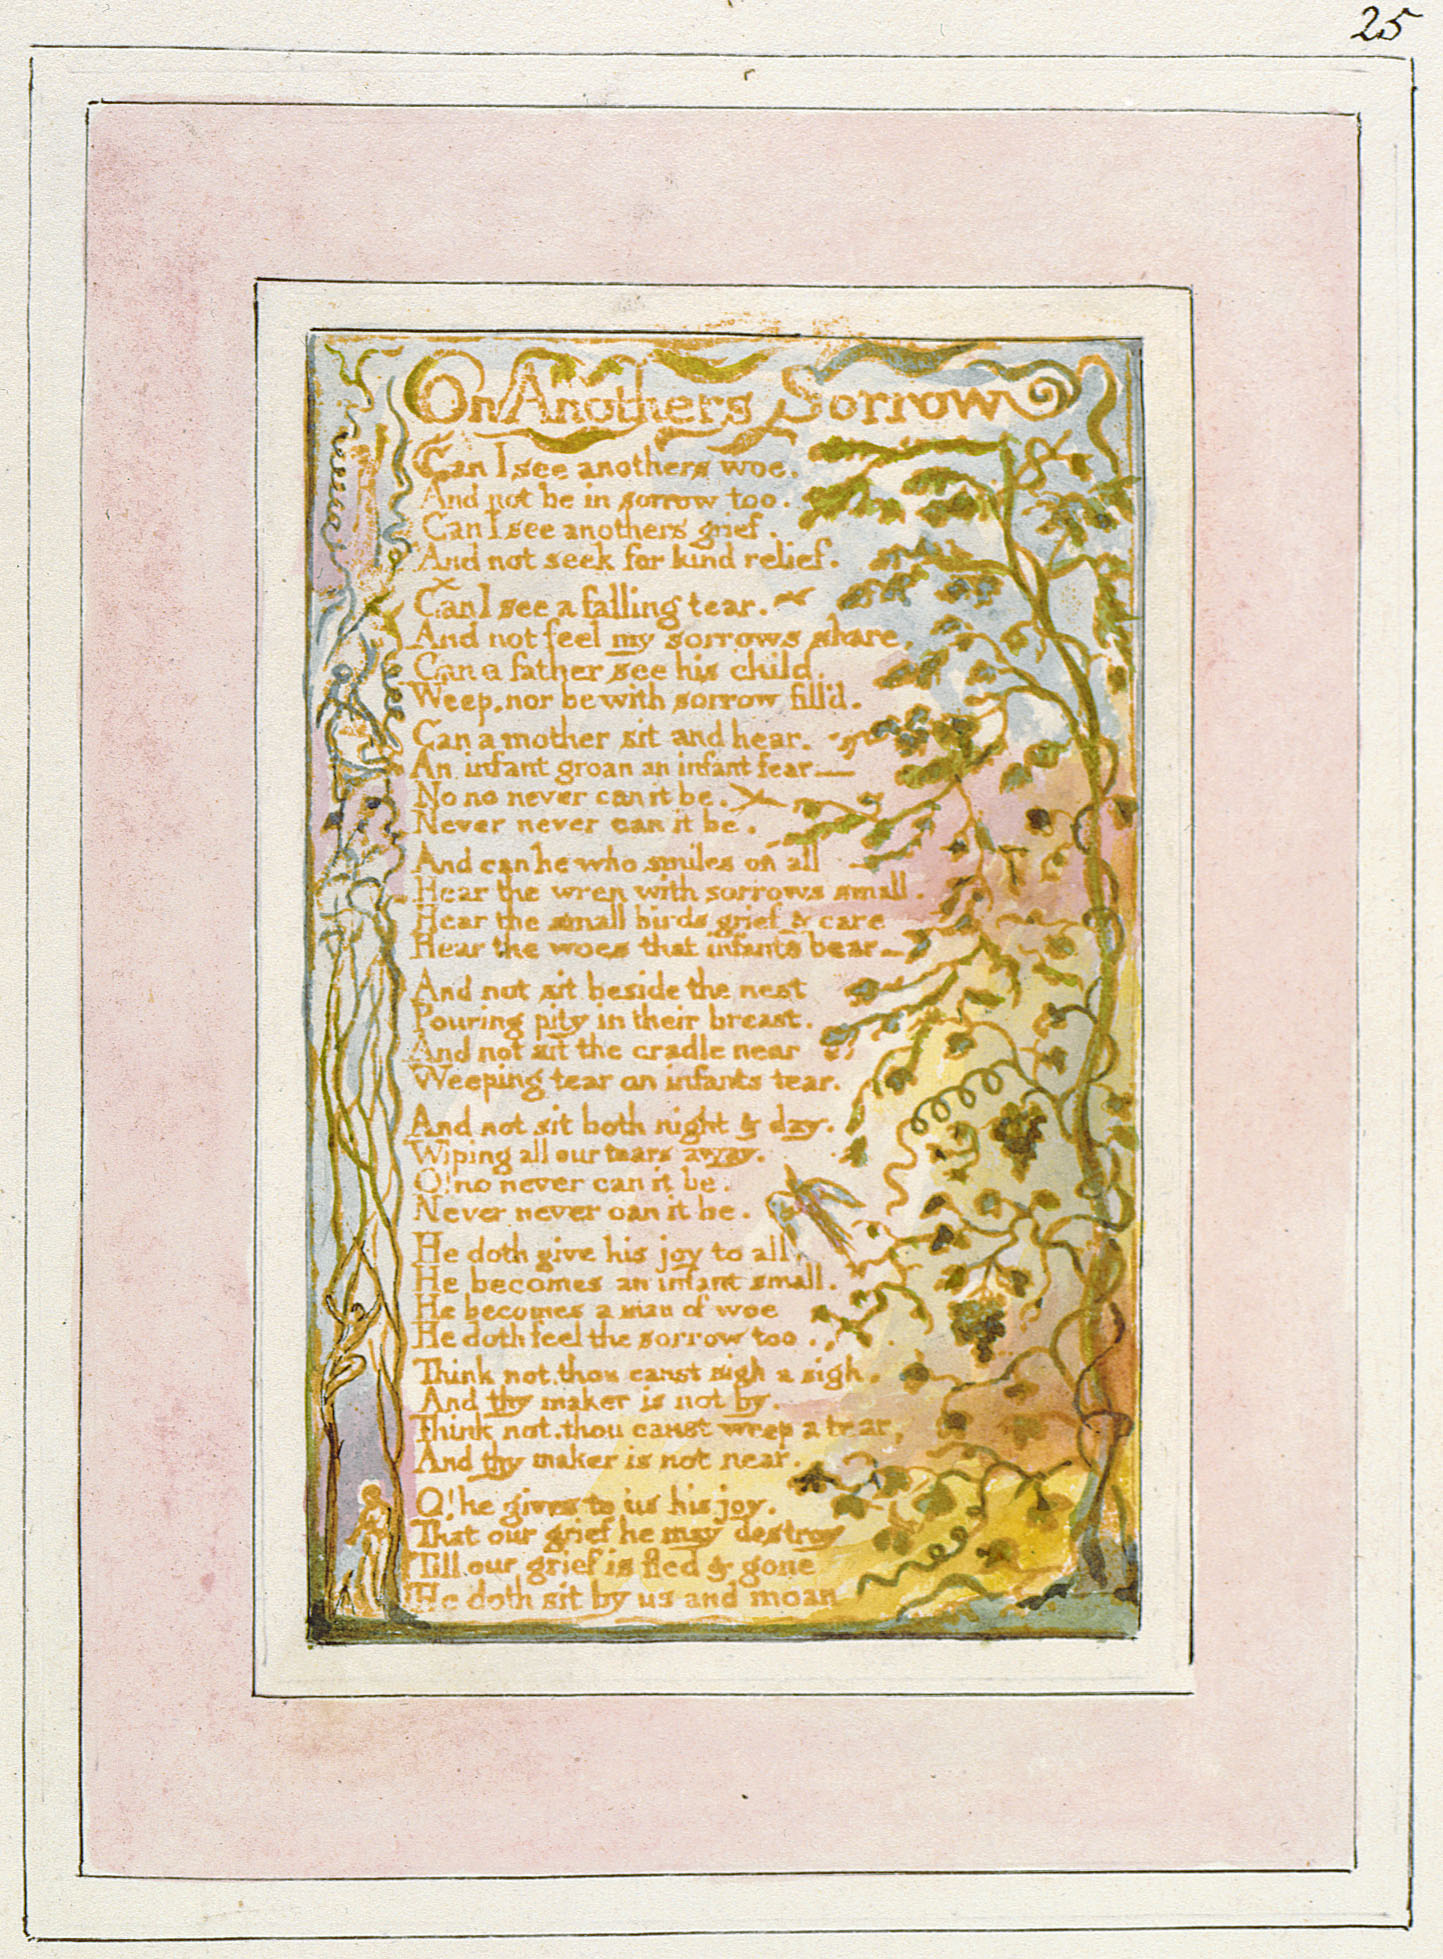 25
On Anothers Sorrow
Can I see anothers woe.
And not be in sorrow too.
Can I see anothers grief.
And not seek for kind relief.
Can I see a falling tear.
And not feel my sorrows share.
Can a father see his child.
Weep, nor be with sorrow fill'd.
Can a mother sit and hear.
An infant groan an infant fear—
No no never can it be.
Never never can it be.
And can he who smiles on all
Hear the wren with sorrows small.
Hear the small birds grief & care
Hear the woes that infants bear—
And not sit beside the nest
Pouring pity in their breast.
And not sit the cradle near
Weeping tear on infants tear.
And not sit both night & day.
Wiping all our tears away.
O! no never can it be.
Never never can it be.
He doth give his joy to all.
He becomes an infant small.
He becomes a man of woe
He doth feel the sorrow too.
Think not. thou canst sigh a sigh.
And thy maker is not by.
Think not. thou canst weep a tear,
And thy maker is not near.
O! he gives to us his joy.
That our grief he may destroy
Till our grief is fled & gone
He doth sit by us and moan